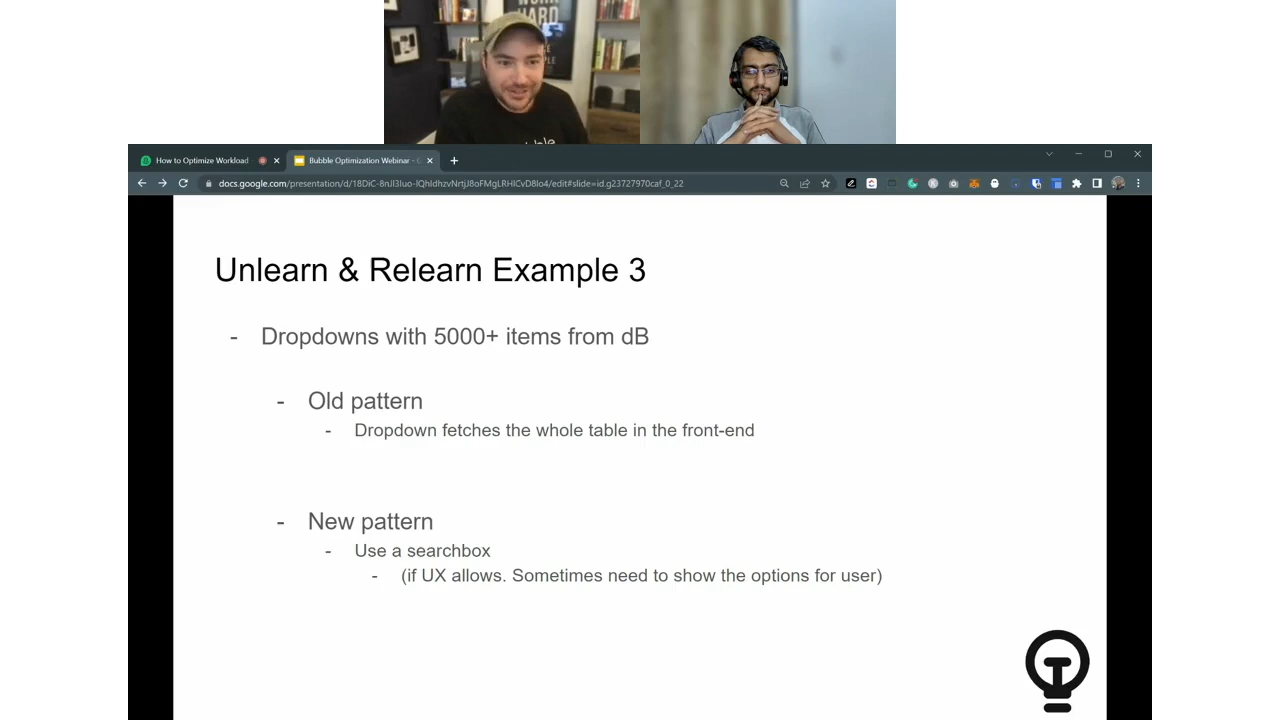 HARD
How to Optimize Workload
Bubble Optimization Webinar -
docs.google.com/presentation/d/18DiC-8nJl3luo-lQhldhzvNrtjJ8oFMgLRHlCvD8lo4/edit#slide=id.g23727970caf_0_22
Unlearn & Relearn Example 3
- Dropdowns with 5000+ items from dB
- Old pattern
- Dropdown fetches the whole table in the front-end
- New pattern
- Use a searchbox
- (if UX allows. Sometimes need to show the options for user)